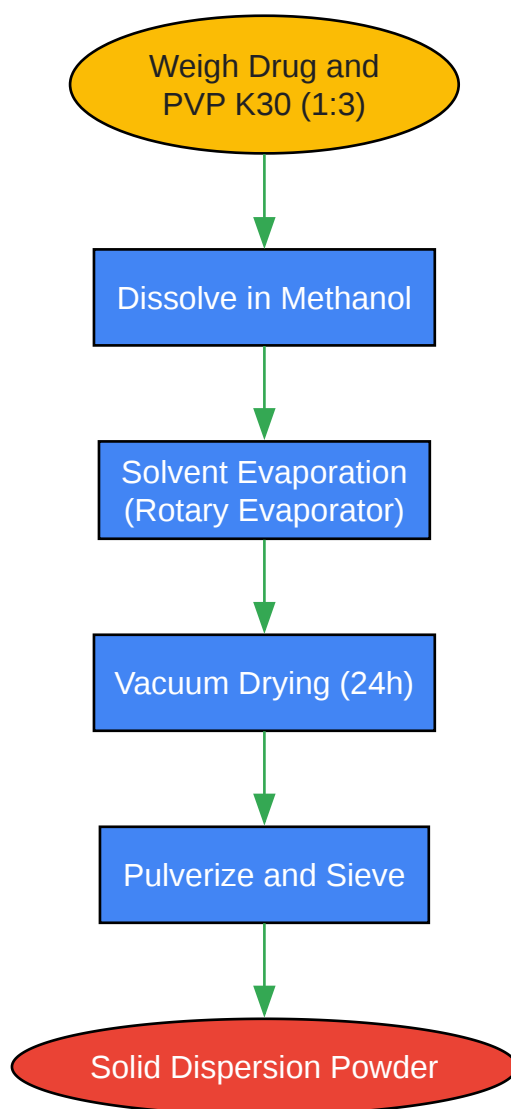 Weigh Drug and
PVP K30 (1:3)
Dissolve in Methanol
Solvent Evaporation
(Rotary Evaporator)
Vacuum Drying (24h)
Pulverize and Sieve
Solid Dispersion Powder